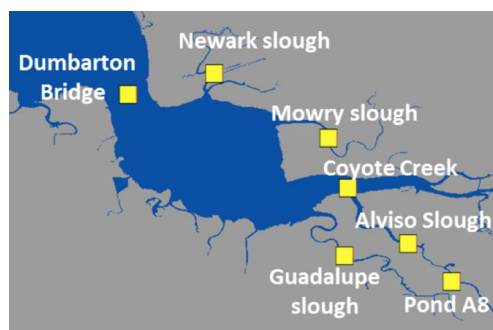 Newark slough
Dumbarton
Bridge
Mowry slough
Coyote Creek
Alviso Slough
Guadalupe
slough
Pond A8